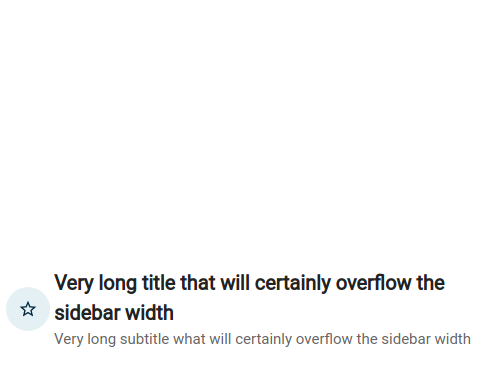 Very long title that will certainly overflow the
sidebar width
Very long subtitle what will certainly overflow the sidebar width